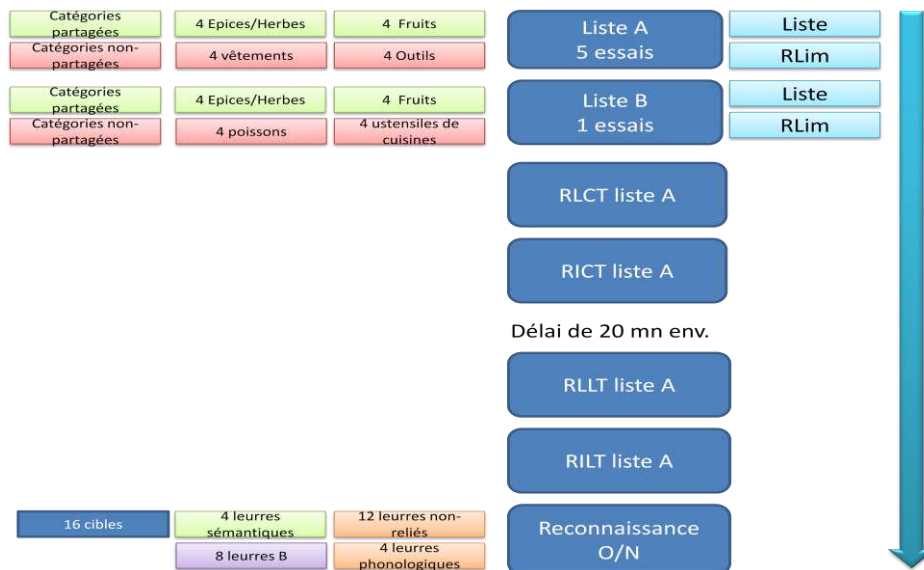 Catégories partagées
4 Epices/Herbes
4 Fruits
Liste A
5 essais
Liste
Catégories non-partagées
4 vêtements
4 Outils
RLim
Catégories partagées
4 Epices/Herbes
4 Fruits
Liste B
1 essais
Liste
Catégories non-partagées
4 poissons
4 ustensiles de cuisines
RLim
RLCT liste A
RICT liste A
Délai de 20 mn env.
RLLT liste A
RILT liste A
16 cibles
4 leurres sémantiques
12 leurres non-reliés
Reconnaissance
O/N
8 leurres B
4 leurres phonologiques